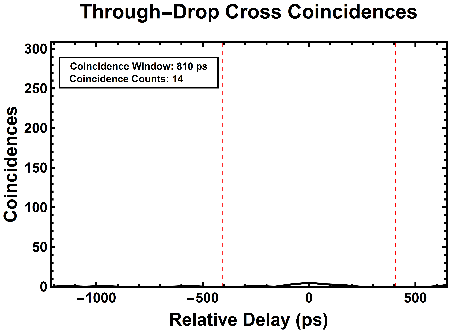 Through−Drop Cross Coincidences
300
250
200
150
100
50
0
Coincidence Window: 810 ps
Coincidence Counts: 14
Coincidences
−1000
−500
0
500
Relative Delay (ps)